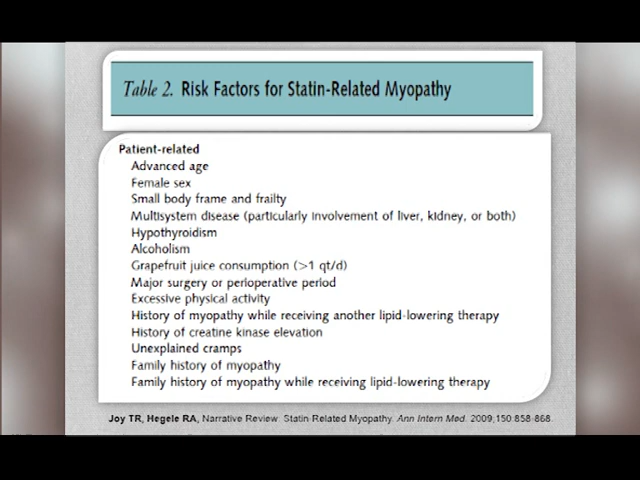 Table 2. Risk Factors for Statin-Related Myopathy
Patient-related
Advanced age
Female sex
Small body frame and frailty
Multisystem disease (particularly involvement of liver, kidney, or both)
Hypothyroidism
Alcoholism
Grapefruit juice consumption (>1 qt/d)
Major surgery or perioperative period
Excessive physical activity
History of myopathy while receiving another lipid-lowering therapy
History of creatine kinase elevation
Unexplained cramps
Family history of myopathy
Family history of myopathy while receiving lipid-lowering therapy
Joy TR, Hegele RA, Narrative Review. Statin-Related Myopathy. Ann Intern Med. 2009;150:858-868.